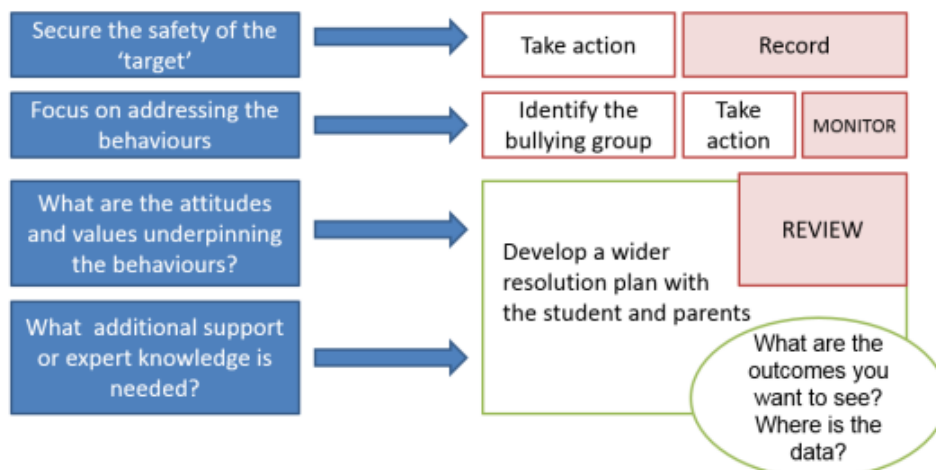 Secure the safety of the
‘target’
Take action
Record
Focus on addressing the
behaviours
Identify the
bullying group
Take
action
MONITOR
What are the attitudes
and values underpinning
the behaviours?
REVIEW
Develop a wider
resolution plan with
the student and parents
What additional support
or expert knowledge is
needed?
What are the
outcomes you
want to see?
Where is the
data?